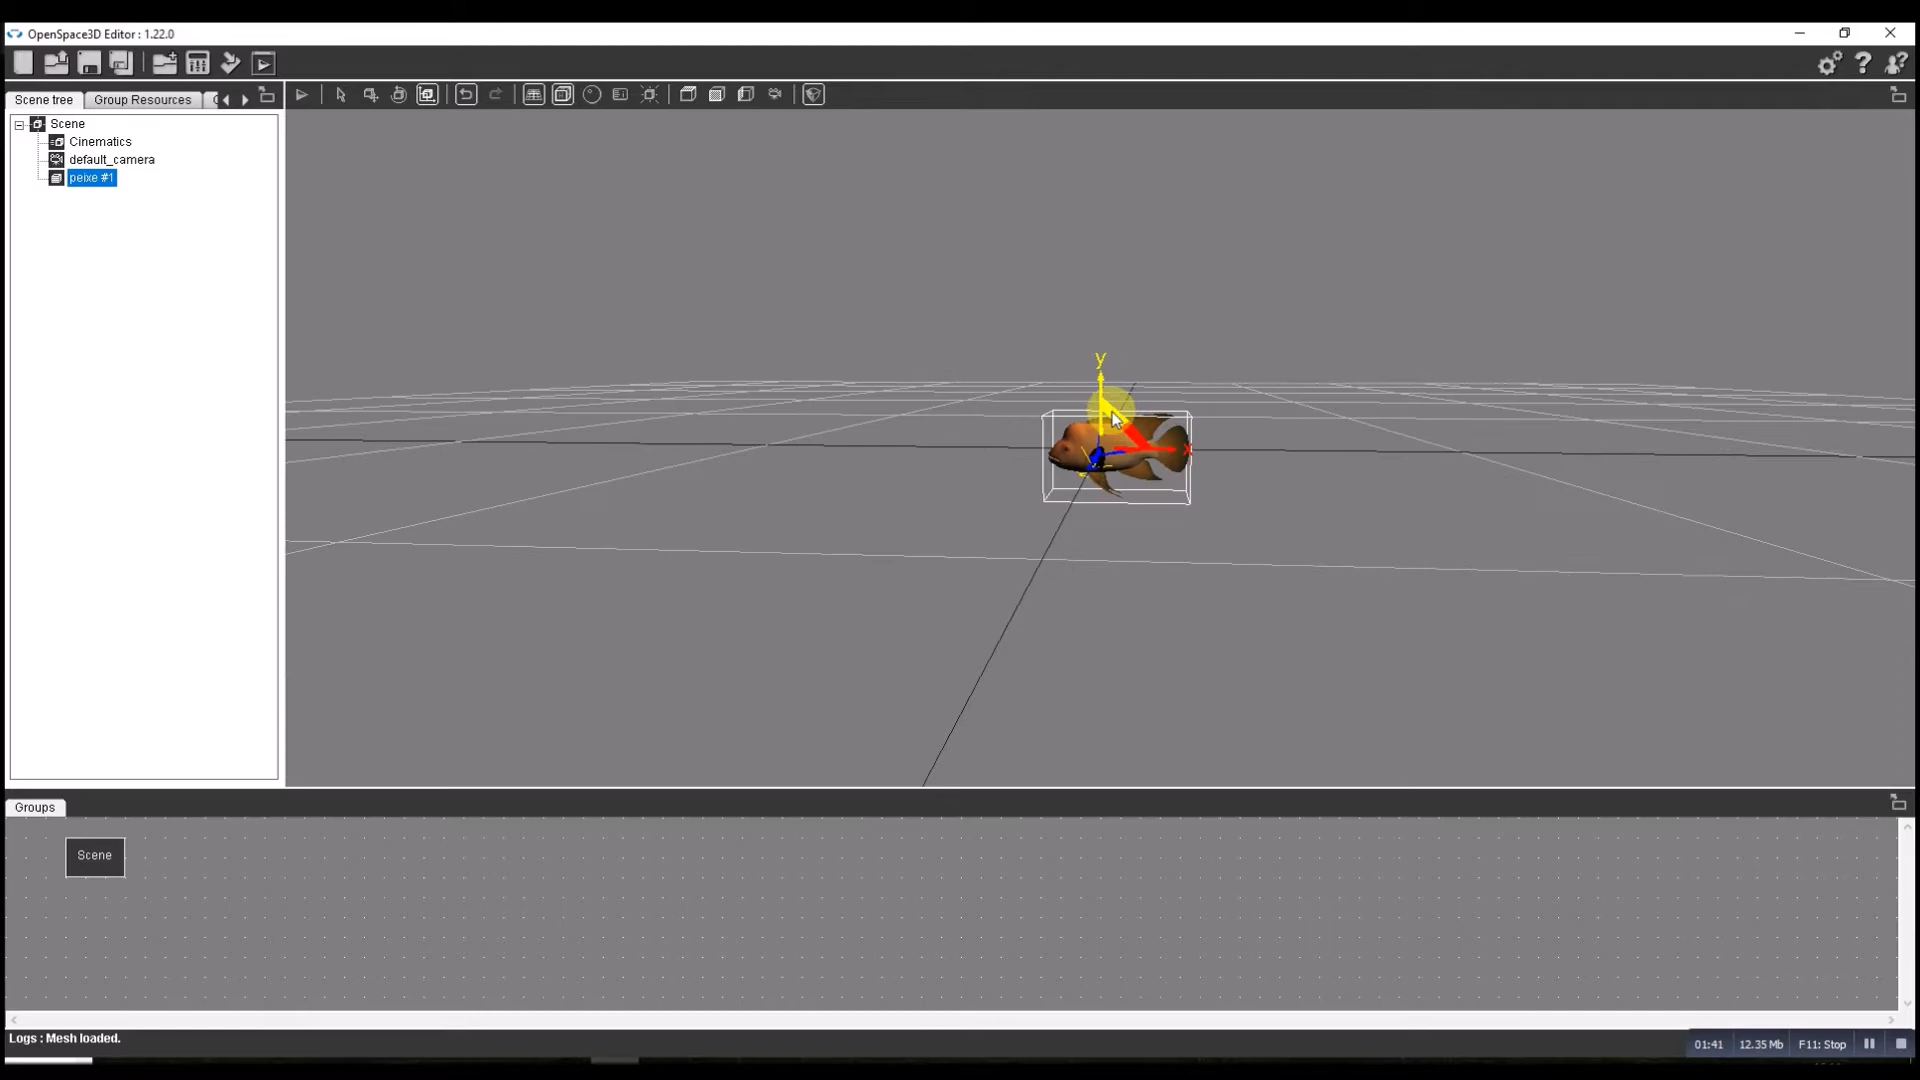 OpenSpace3D Editor : 1.22.0
Scene tree
Group Resources
Scene
Cinematics
default_camera
peixe #1
y
x
Groups
Scene
Logs : Mesh loaded.
01:41
12.35 Mb
F11: Stop